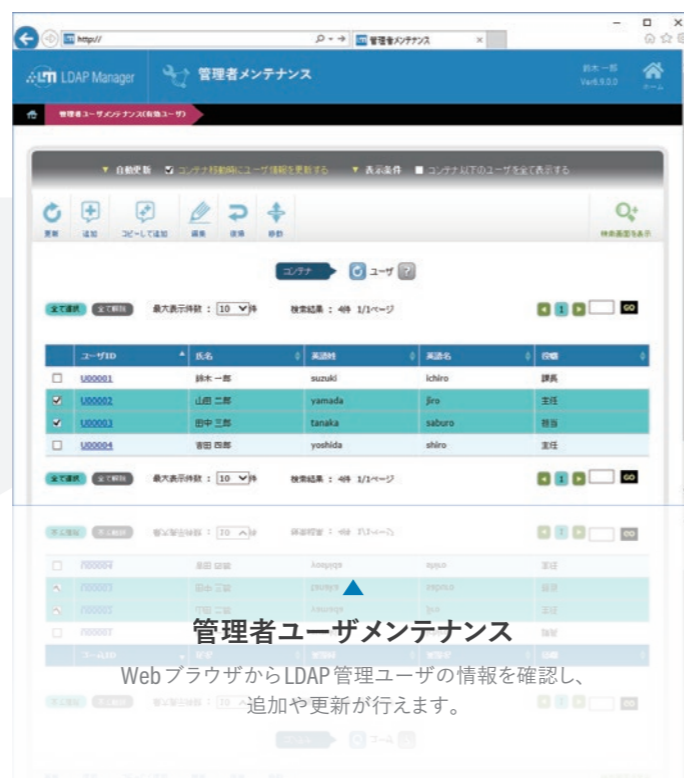 http://
管理者メンテナンス
LDAP Manager
管理者メンテナンス
鈴木 一郎
Ver6.9.0.0
ホーム
管理者ユーザメンテナンス(有効ユーザ)
▼ 自動更新 コンテナ移動時にユーザ情報を更新する ▼ 表示条件 コンテナ以下のユーザを全て表示する
更新 追加 コピーして追加 編集 復帰 移動 検索画面を表示
コンテナ ユーザ ?
全て選択 全て解除 最大表示件数 : 10 件 検索結果 : 4件 1/1ページ 1 GO
ユーザID 氏名 英語姓 英語名 役職
U00001 鈴木 一郎 suzuki ichiro 課長
U00002 山田 二郎 yamada jiro 主任
U00003 田中 三郎 tanaka saburo 担当
U00004 吉田 四郎 yoshida shiro 主任
全て選択 全て解除 最大表示件数 : 10 件 検索結果 : 4件 1/1ページ 1 GO
管理者ユーザメンテナンス
WebブラウザからLDAP管理ユーザの情報を確認し、
追加や更新が行えます。